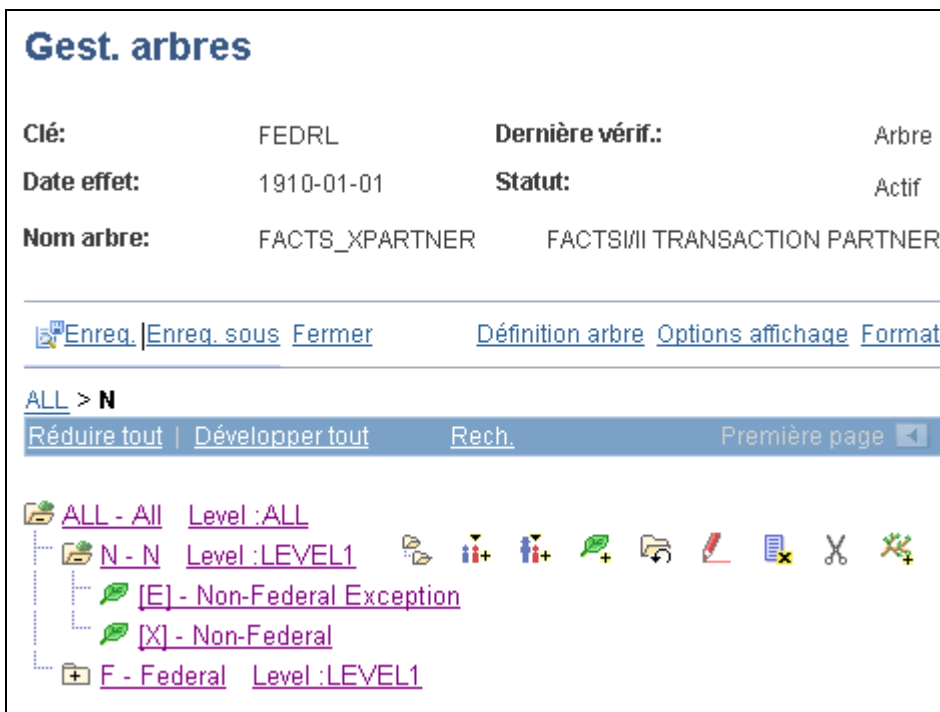 Gest. arbres
Clé: FEDRL Dernière vérif.: Arbre
Date effet: 1910-01-01 Statut: Actif
Nom arbre: FACTS_XPARTNER FACTSI/II TRANSACTION PARTNER
Enreq. Enreq. sous Fermer Définition arbre Options affichage Format
ALL > N
Réduire tout | Développer tout Rech. Première page
ALL - All Level :ALL
N - N Level :LEVEL1
[E] - Non-Federal Exception
[X] - Non-Federal
F - Federal Level :LEVEL1